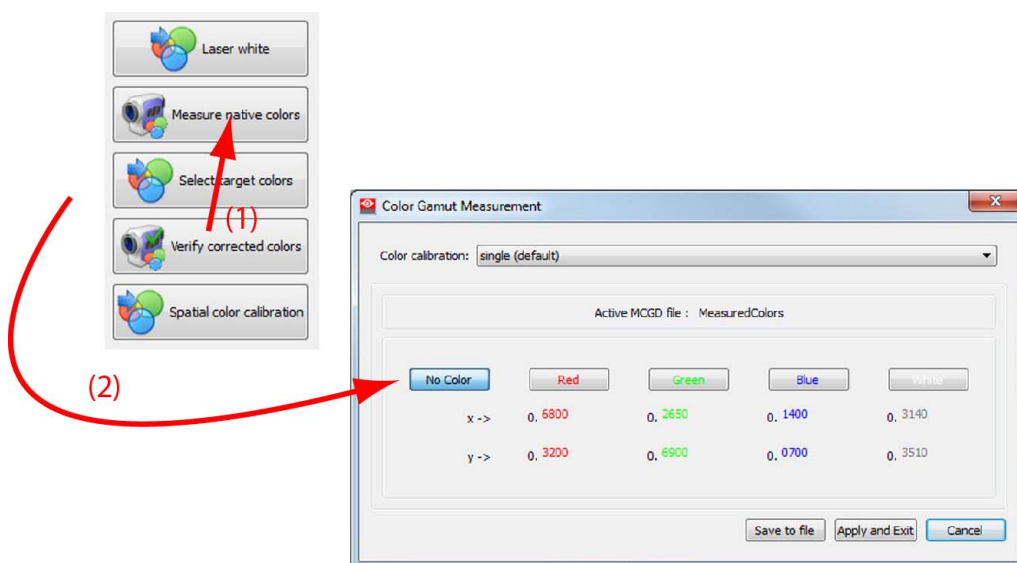 Laser white
Measure native colors
Select target colors
(1)
Verify corrected colors
Spatial color calibration
(2)
Color Gamut Measurement
X
Color calibration: single (default)
Active MCGD file : MeasuredColors
No Color Red Green Blue White
x -> 0. 6800 0. 2650 0. 1400 0. 3140
y -> 0. 3200 0. 6900 0. 0700 0. 3510
Save to file Apply and Exit Cancel